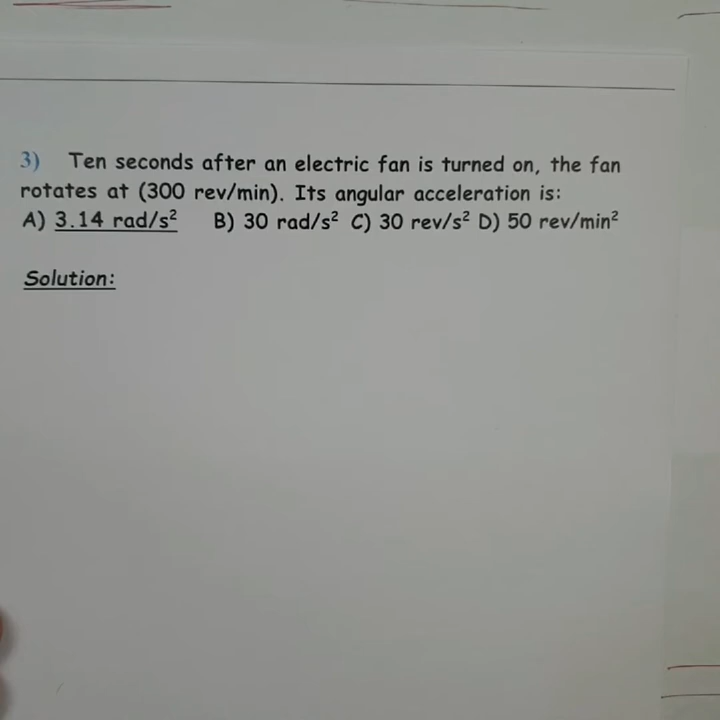 3) Ten seconds after an electric fan is turned on, the fan
rotates at (300 rev/min). Its angular acceleration is:
A) 3.14 rad/s² B) 30 rad/s² C) 30 rev/s² D) 50 rev/min²
Solution: